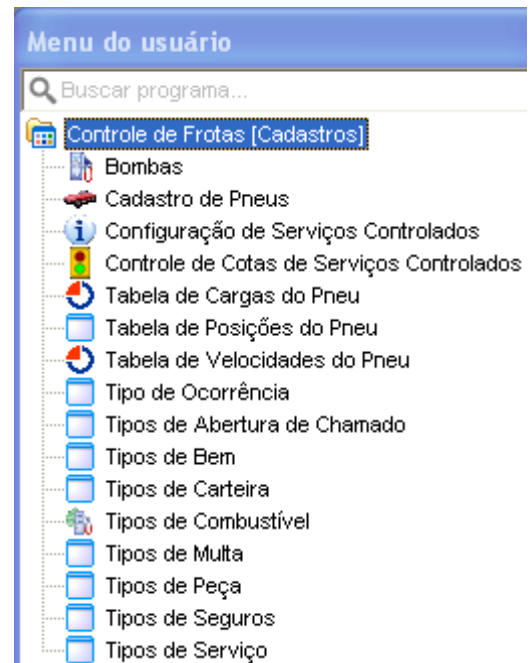 Menu do usuário
Buscar programa...
Controle de Frotas [Cadastros]
Bombas
Cadastro de Pneus
Configuração de Serviços Controlados
Controle de Cotas de Serviços Controlados
Tabela de Cargas do Pneu
Tabela de Posições do Pneu
Tabela de Velocidades do Pneu
Tipo de Ocorrência
Tipos de Abertura de Chamado
Tipos de Bem
Tipos de Carteira
Tipos de Combustível
Tipos de Multa
Tipos de Peça
Tipos de Seguros
Tipos de Serviço